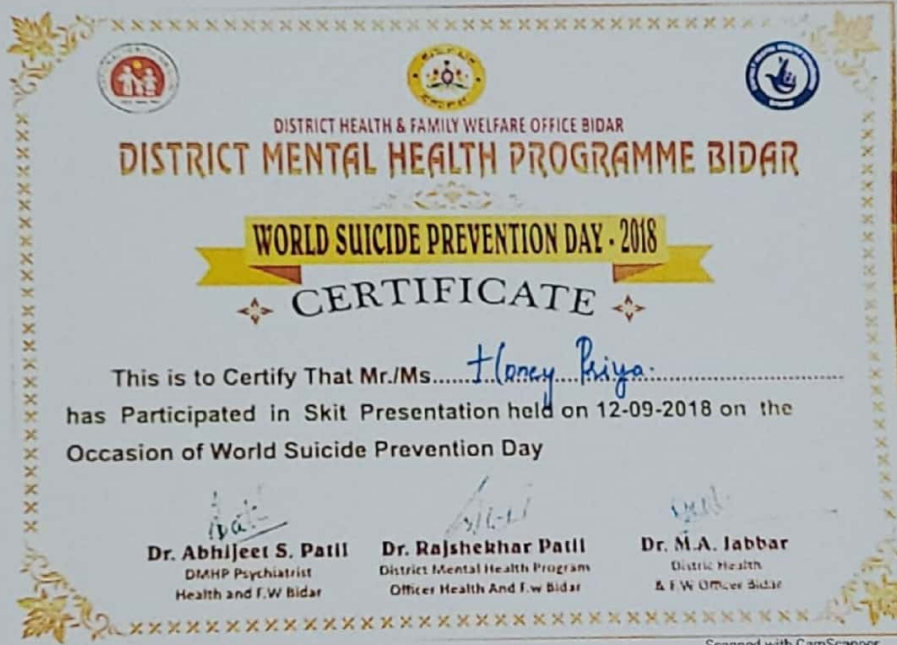 DISTRICT HEALTH & FAMILY WELFARE OFFICE BIDAR
DISTRICT MENTAL HEALTH PROGRAMME BIDAR
WORLD SUICIDE PREVENTION DAY - 2018
CERTIFICATE
This is to Certify That Mr./Ms......Honey Priya..............................
has Participated in Skit Presentation held on 12-09-2018 on the
Occasion of World Suicide Prevention Day
Dr. Abhijeet S. Patil Dr. Rajshekhar Patil Dr. M.A. Jabbar
DMHP Psychiatrist District Mental Health Program Distric Health
Health and F.W Bidar Officer Health And F.w Bidar & F.W Officer Bidar
Scanned with CamScanner